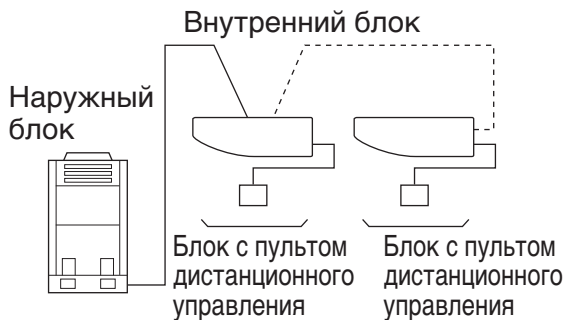 Внутренний блок
Наружный
блок
Блок с пультом
дистанционного
управления
Блок с пультом
дистанционного
управления